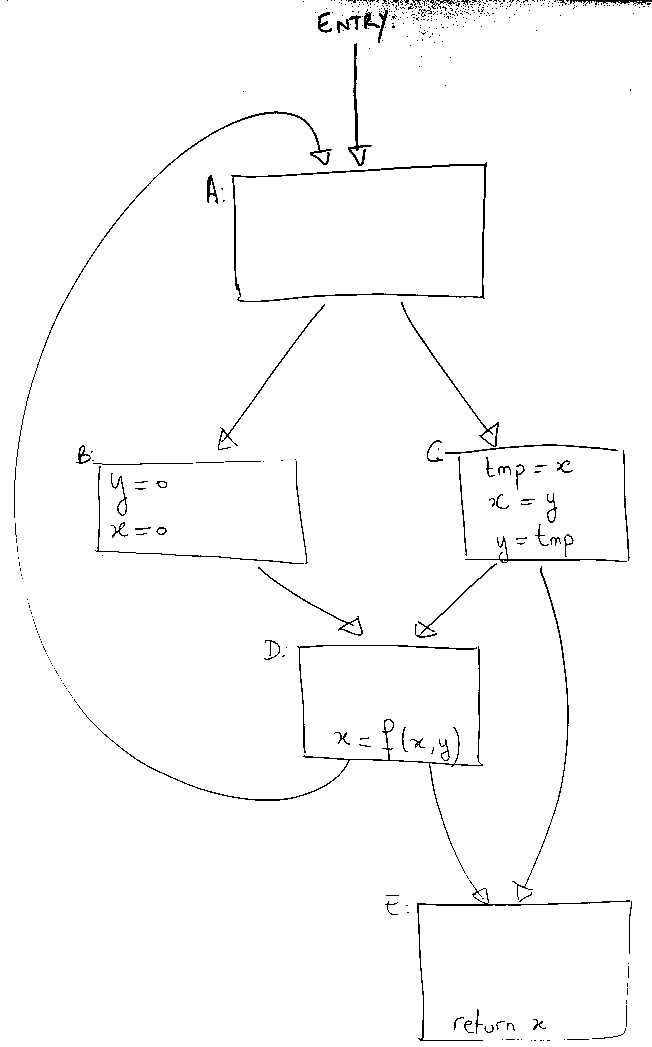 ENTRY:
A:
B:
y = 0
x = 0
C:
tmp = x
x = y
y = tmp
D:
x = f(x, y)
E:
return x